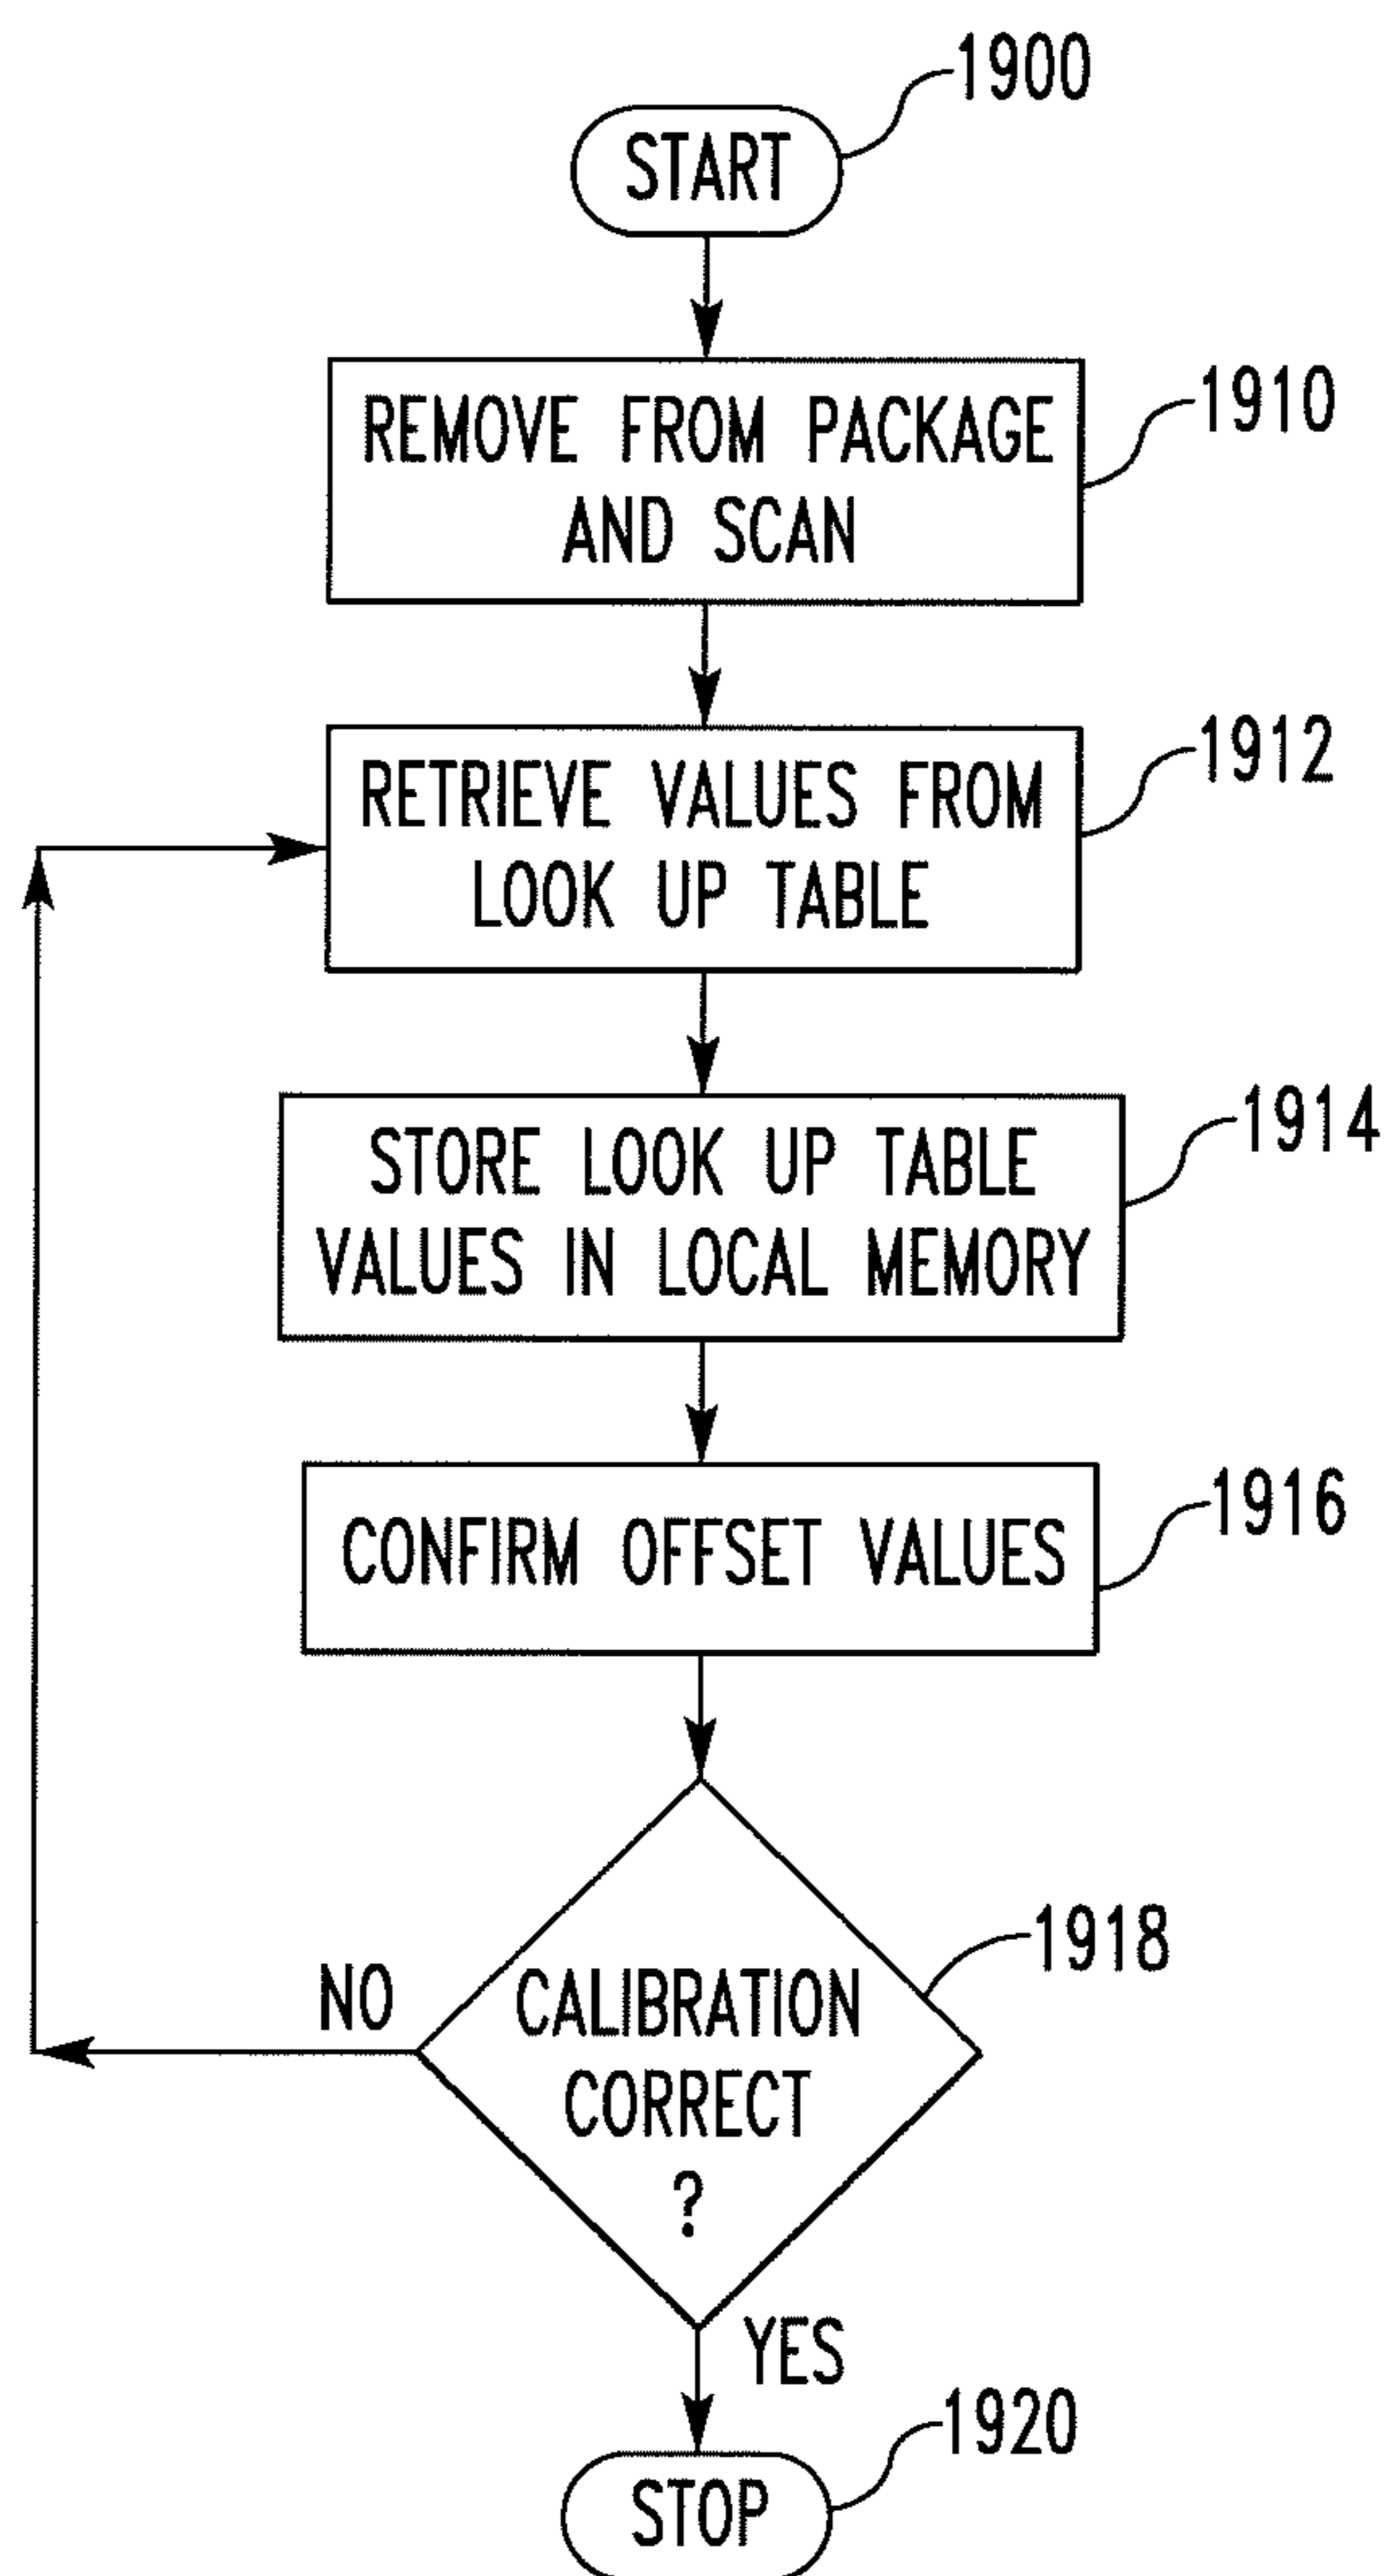 1900
START
1910
REMOVE FROM PACKAGE
AND SCAN
1912
RETRIEVE VALUES FROM
LOOK UP TABLE
1914
STORE LOOK UP TABLE
VALUES IN LOCAL MEMORY
1916
CONFIRM OFFSET VALUES
1918
NO
CALIBRATION
CORRECT
?
YES
1920
STOP